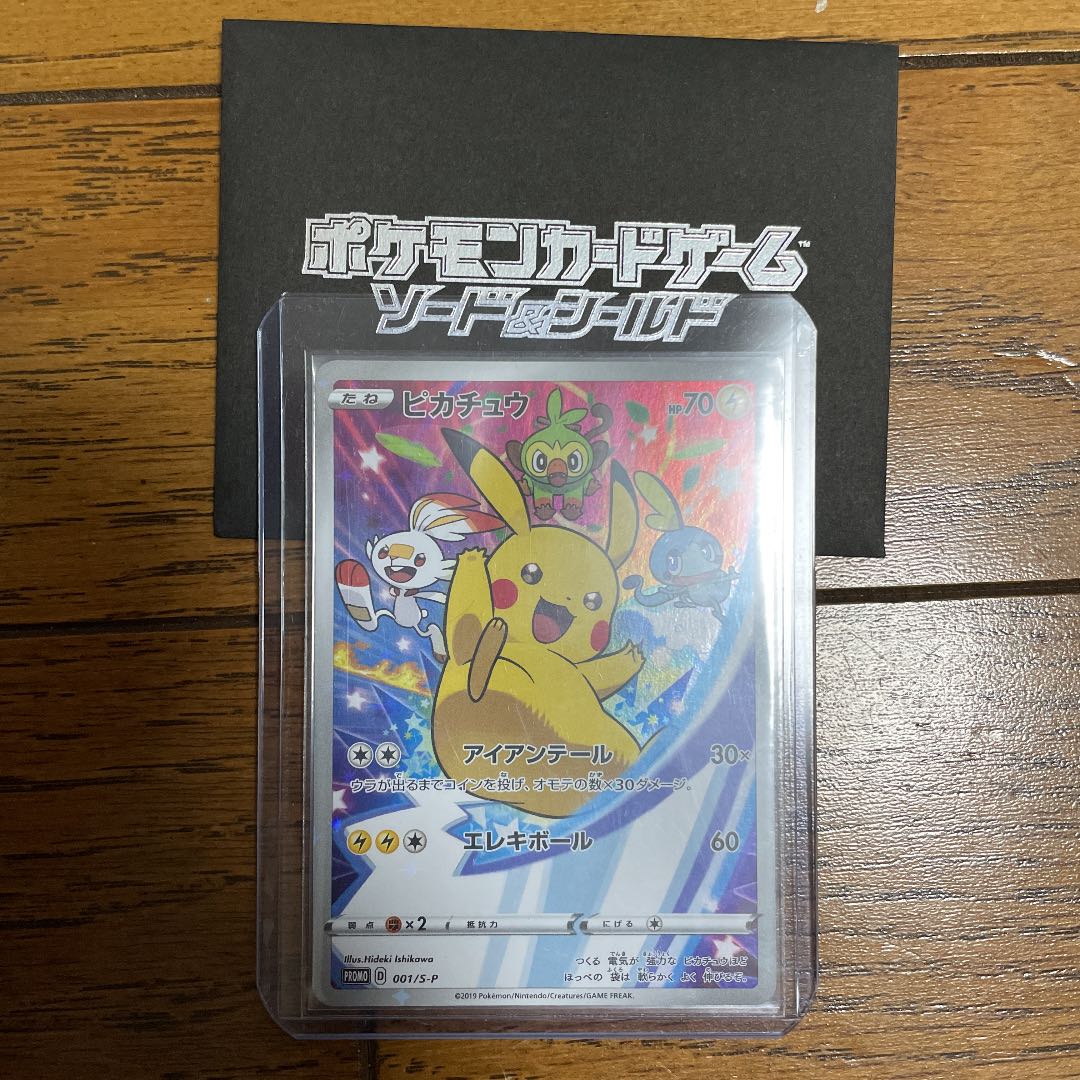 ポケモンカードゲーム™
ソード&シールド
たね ピカチュウ HP70
アイアンテール 30×
ウラが出るまでコインを投げ、オモテの数×30ダメージ。
エレキボール 60
弱点 ×2 抵抗力 にげる
Illus.Hideki Ishikawa
つくる 電気が 強力な ピカチュウほど
PROMO D 001/S-P
ほっぺの 袋は 軟らかく よく 伸びるぞ。
©2019 Pokémon/Nintendo/Creatures/GAME FREAK.